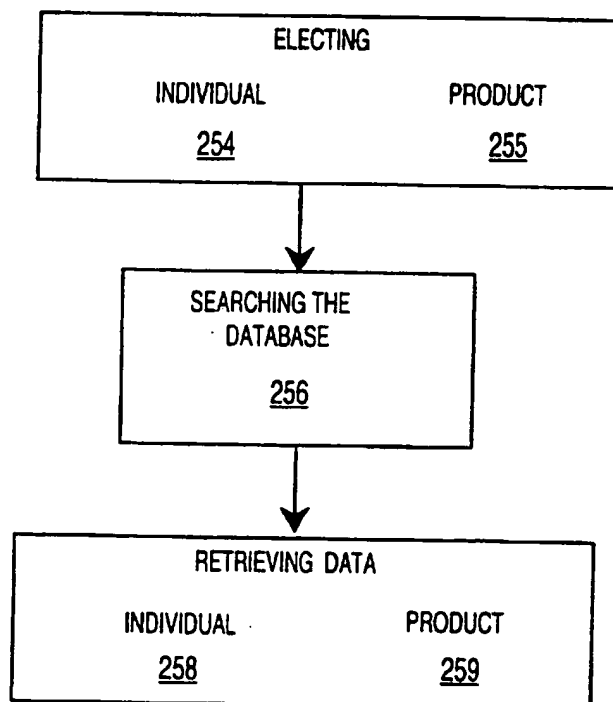 ELECTING
INDIVIDUAL PRODUCT
254 255
SEARCHING THE
DATABASE
256
RETRIEVING DATA
INDIVIDUAL PRODUCT
258 259